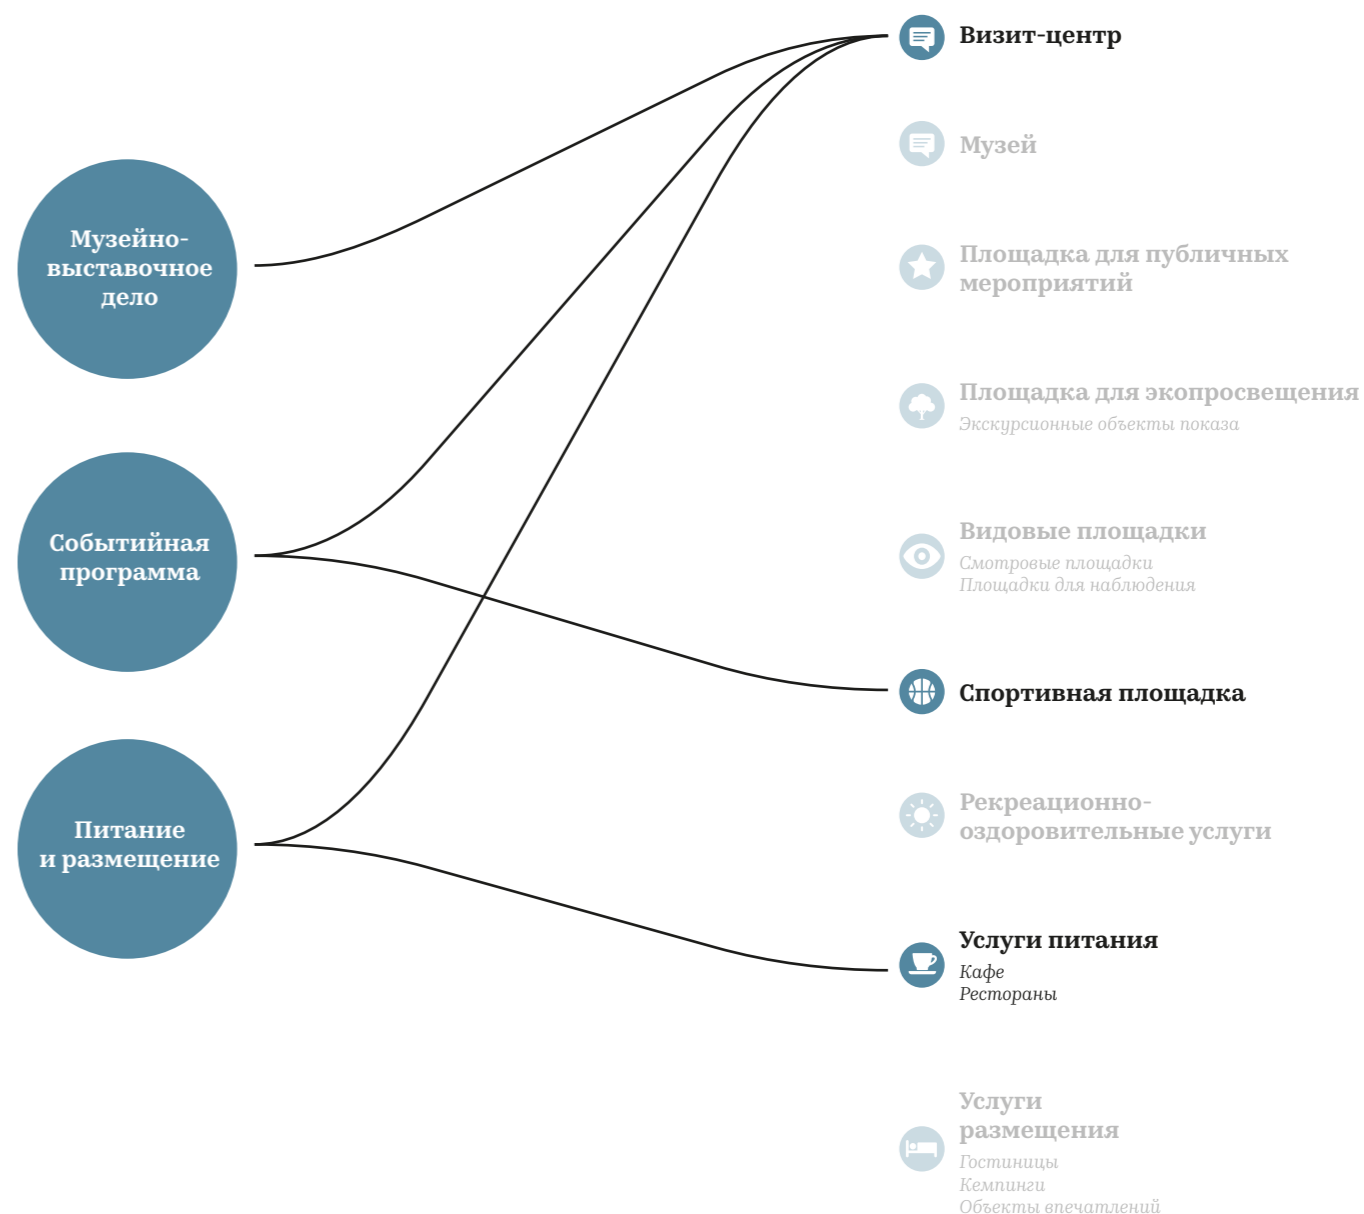 Музейно-
выставочное
дело
Событийная
программа
Питание
и размещение
Визит-центр
Музей
Площадка для публичных
мероприятий
Площадка для экопросвещения
Экскурсионные объекты показа
Видовые площадки
Смотровые площадки
Площадки для наблюдения
Спортивная площадка
Рекреационно-
оздоровительные услуги
Услуги питания
Кафе
Рестораны
Услуги
размещения
Гостиницы
Кемпинги
Объекты впечатлений